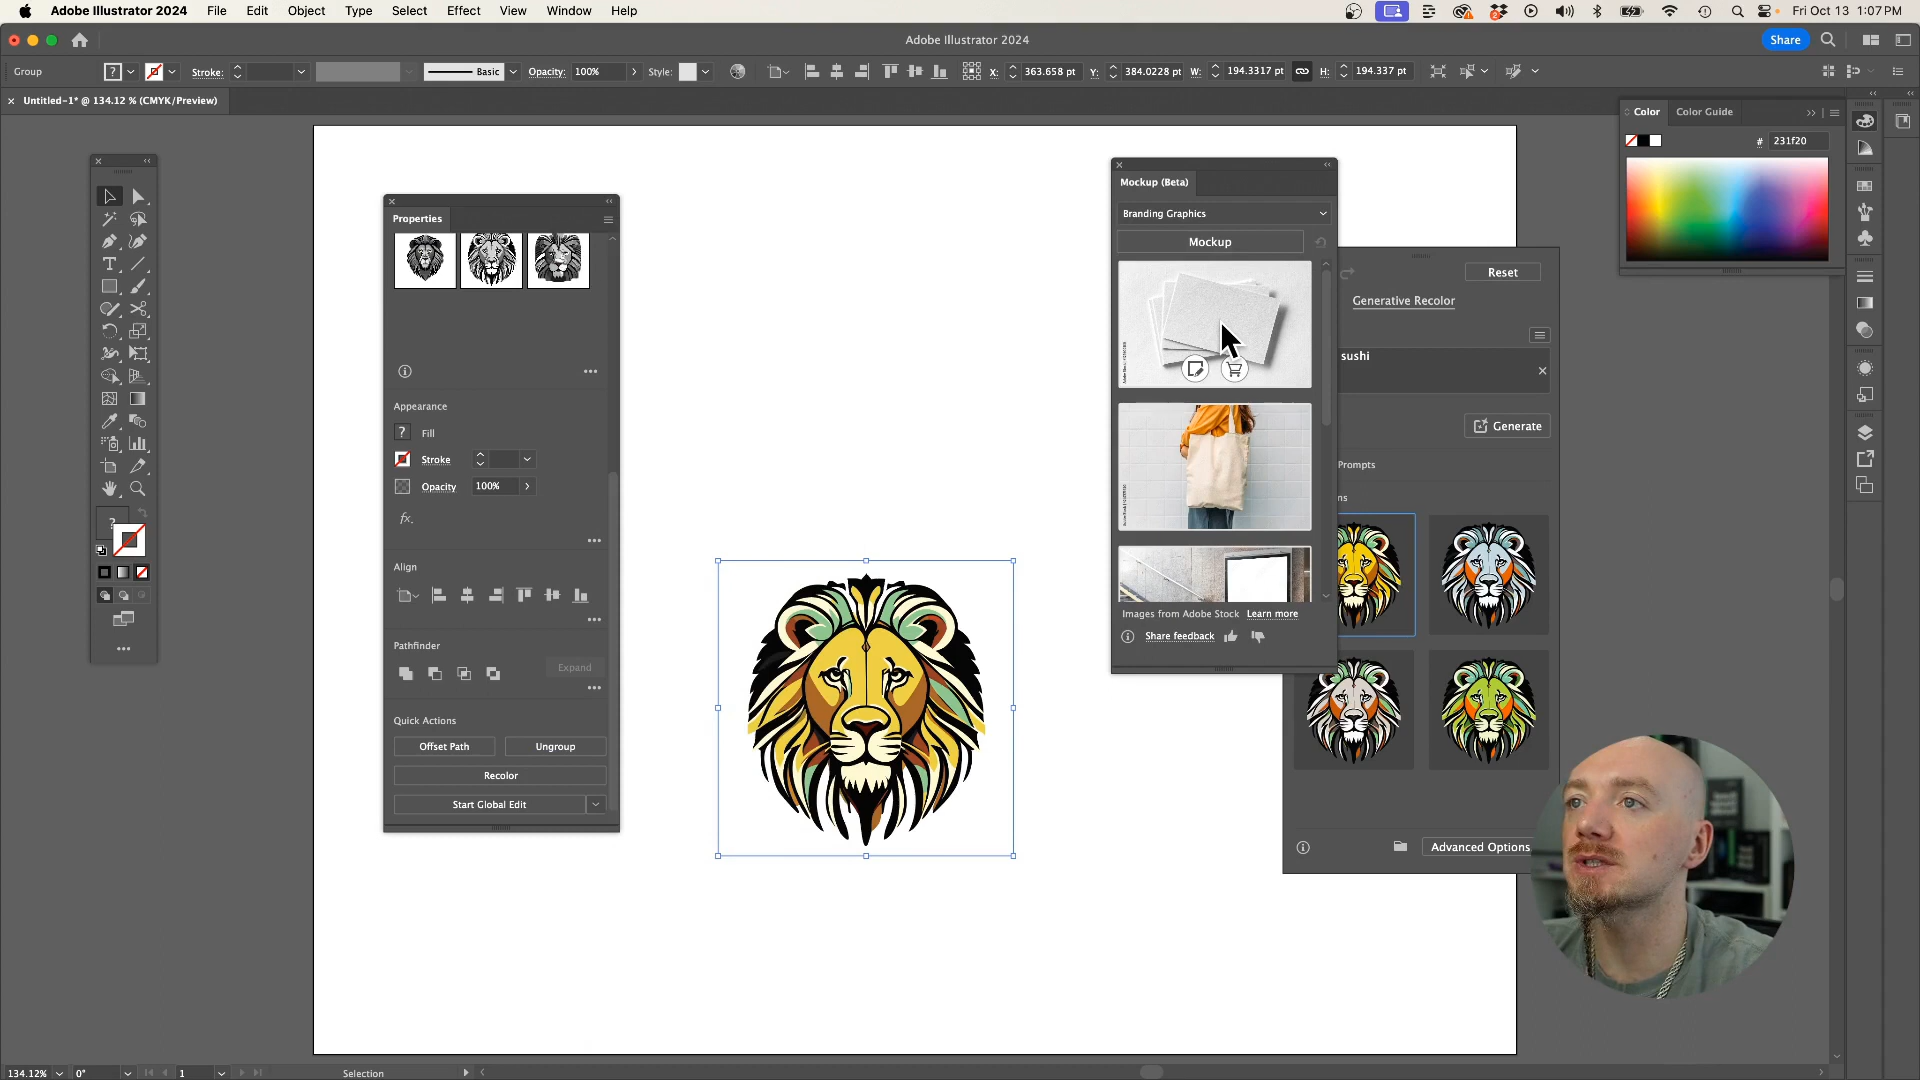 Adobe Illustrator 2024 File Edit Object Type Select Effect View Window Help
2
Fri Oct 13 1:07 PM
Adobe Illustrator 2024
Share
Group
?
Stroke:
Basic
Opacity: 100%
Style:
X: 363.658 pt
Y: 384.0228 pt
W: 194.3317 pt
H: 194.337 pt
Untitled-1* @ 134.12 % (CMYK/Preview)
Properties
Appearance
? Fill
Stroke
Opacity 100%
fx.
Align
Pathfinder
Expand
Quick Actions
Offset Path Ungroup
Recolor
Start Global Edit
?
Mockup (Beta)
Branding Graphics
Mockup
Images from Adobe Stock Learn more
Share feedback
Reset
Generative Recolor
sushi
Generate
Prompts
ns
Advanced Options
Color Color Guide
# 231f20
134.12% 0° 1 Selection